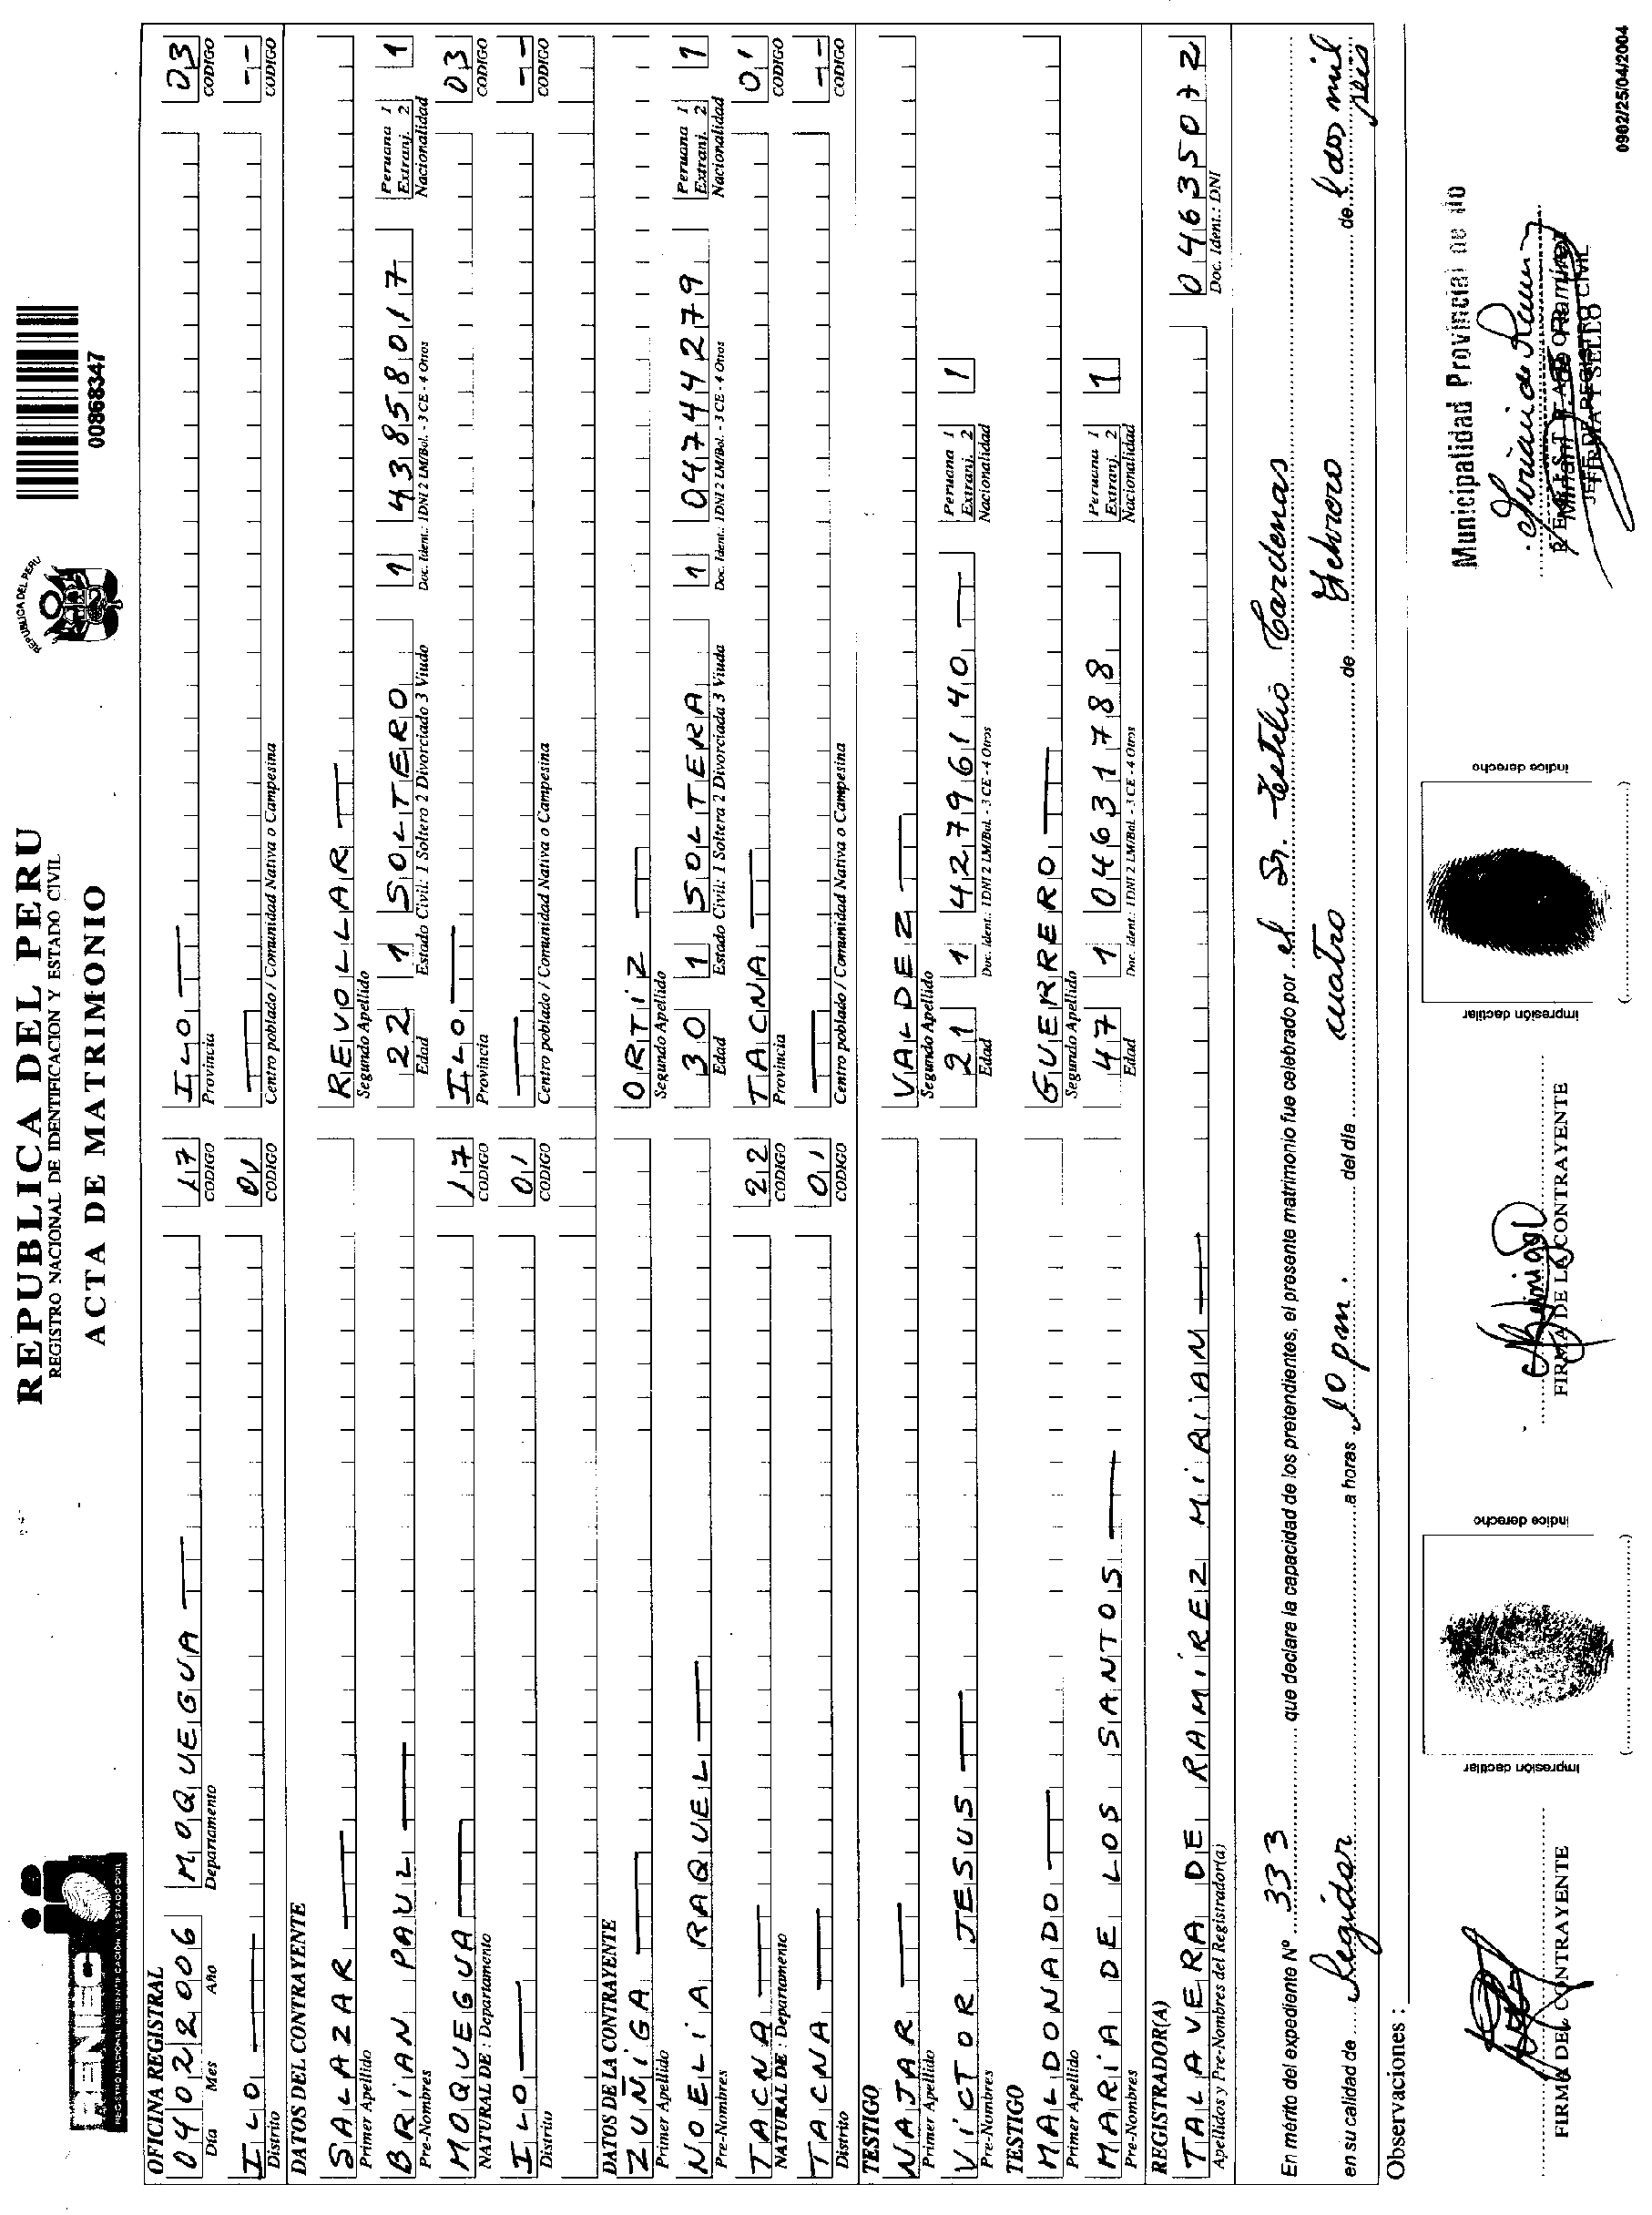 RENIEC
REGISTRO NACIONAL DE IDENTIFICACIÓN Y ESTADO CIVIL
REPUBLICA DEL PERU
REGISTRO NACIONAL DE IDENTIFICACION Y ESTADO CIVIL
ACTA DE MATRIMONIO
REPUBLICA DEL PERU
00868347
OFICINA REGISTRAL
04 02 2006 MOQUEGUA 17 ILO 03
Día Mes Año Departamento CODIGO Provincia CODIGO
ILO 01 --
Distrito CODIGO Centro poblado / Comunidad Nativa o Campesina CODIGO
DATOS DEL CONTRAYENTE
SALAZAR REVOLLAR
Primer Apellido Segundo Apellido
BRIAN PAUL 22 1 SOLTERO 1 43858017 Peruana 1 Extranj. 2 1
Pre-Nombres Edad Estado Civil: 1 Soltero 2 Divorciado 3 Viudo Doc. Ident.: 1DNI 2 LM/Bol. - 3 CE - 4 Otros Nacionalidad
MOQUEGUA 17 ILO 03
NATURAL DE : Departamento CODIGO Provincia CODIGO
ILO 01 --
Distrito CODIGO Centro poblado / Comunidad Nativa o Campesina CODIGO
DATOS DE LA CONTRAYENTE
ZUÑIGA ORTIZ
Primer Apellido Segundo Apellido
NOELIA RAQUEL 30 1 SOLTERA 1 04744279 Peruana 1 Extranj. 2 1
Pre-Nombres Edad Estado Civil: 1 Soltera 2 Divorciada 3 Viuda Doc. Ident.: 1DNI 2 LM/Bol. - 3 CE - 4 Otros Nacionalidad
TACNA 22 TACNA 01
NATURAL DE : Departamento CODIGO Provincia CODIGO
TACNA 01 --
Distrito CODIGO Centro poblado / Comunidad Nativa o Campesina CODIGO
TESTIGO
NAJAR VALDEZ
Primer Apellido Segundo Apellido
VICTOR JESUS 21 1 42796140 Peruana 1 Extranj. 2 1
Pre-Nombres Edad Doc. Ident.: 1DNI 2 LM/Bol. - 3 CE - 4 Otros Nacionalidad
TESTIGO
MALDONADO GUERRERO
Primer Apellido Segundo Apellido
MARIA DE LOS SANTOS 47 1 04631788 Peruana 1 Extranj. 2 1
Pre-Nombres Edad Doc. Ident.: 1DNI 2 LM/Bol. - 3 CE - 4 Otros Nacionalidad
REGISTRADOR(A)
TALAVERA DE RAMIREZ MIRIAN 04635072
Apellidos y Pre-Nombres del Registrador(a) Doc. Ident.: DNI
En mérito del expediente Nº 333 que declara la capacidad de los pretendientes, el presente matrimonio fue celebrado por el Sr. Cardenas
en su calidad de Regidor a horas 10 pm. del día cuatro de Febrero de dos mil seis
Observaciones :
FIRMA DEL CONTRAYENTE
Impresión dactilar
índice derecho
FIRMA DE LA CONTRAYENTE
Impresión dactilar
índice derecho
Municipalidad Provincial de Ilo
JEFE DE REGISTRO CIVIL
FIRMA Y SELLO
0902/25/04/2004